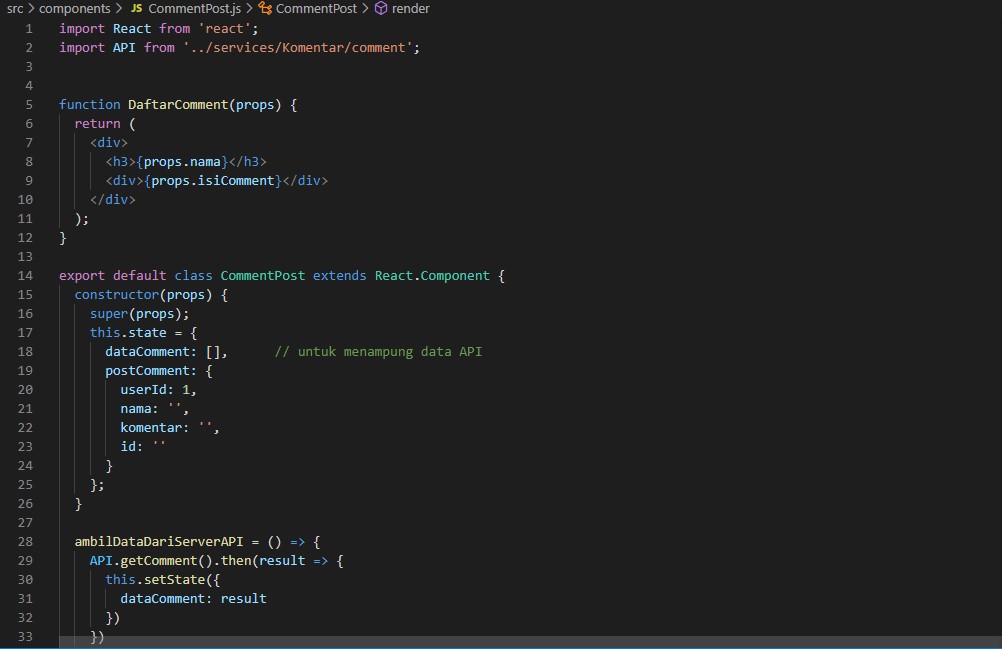 src > components > JS CommentPost.js > CommentPost > render
1 import React from 'react';
2 import API from '../services/Komentar/comment';
3
4
5 function DaftarComment(props) {
6   return (
7     <div>
8       <h3>{props.nama}</h3>
9       <div>{props.isiComment}</div>
10     </div>
11   );
12 }
13
14 export default class CommentPost extends React.Component {
15   constructor(props) {
16     super(props);
17     this.state = {
18       dataComment: [],      // untuk menampung data API
19       postComment: {
20         userId: 1,
21         nama: '',
22         komentar: '',
23         id: ''
24       }
25     };
26   }
27
28   ambilDataDariServerAPI = () => {
29     API.getComment().then(result => {
30       this.setState({
31         dataComment: result
32       })
33     })